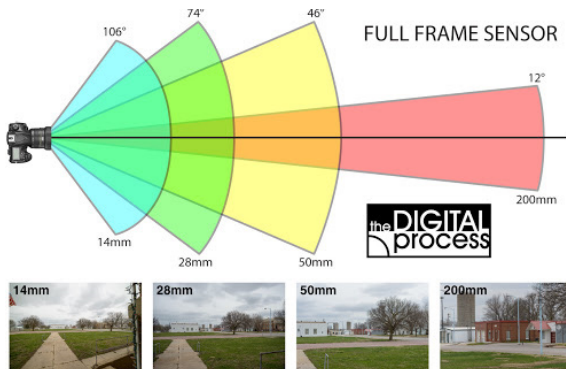 FULL FRAME SENSOR
106°
74°
46°
12°
14mm
28mm
50mm
200mm
the DIGITAL
process
14mm
28mm
50mm
200mm